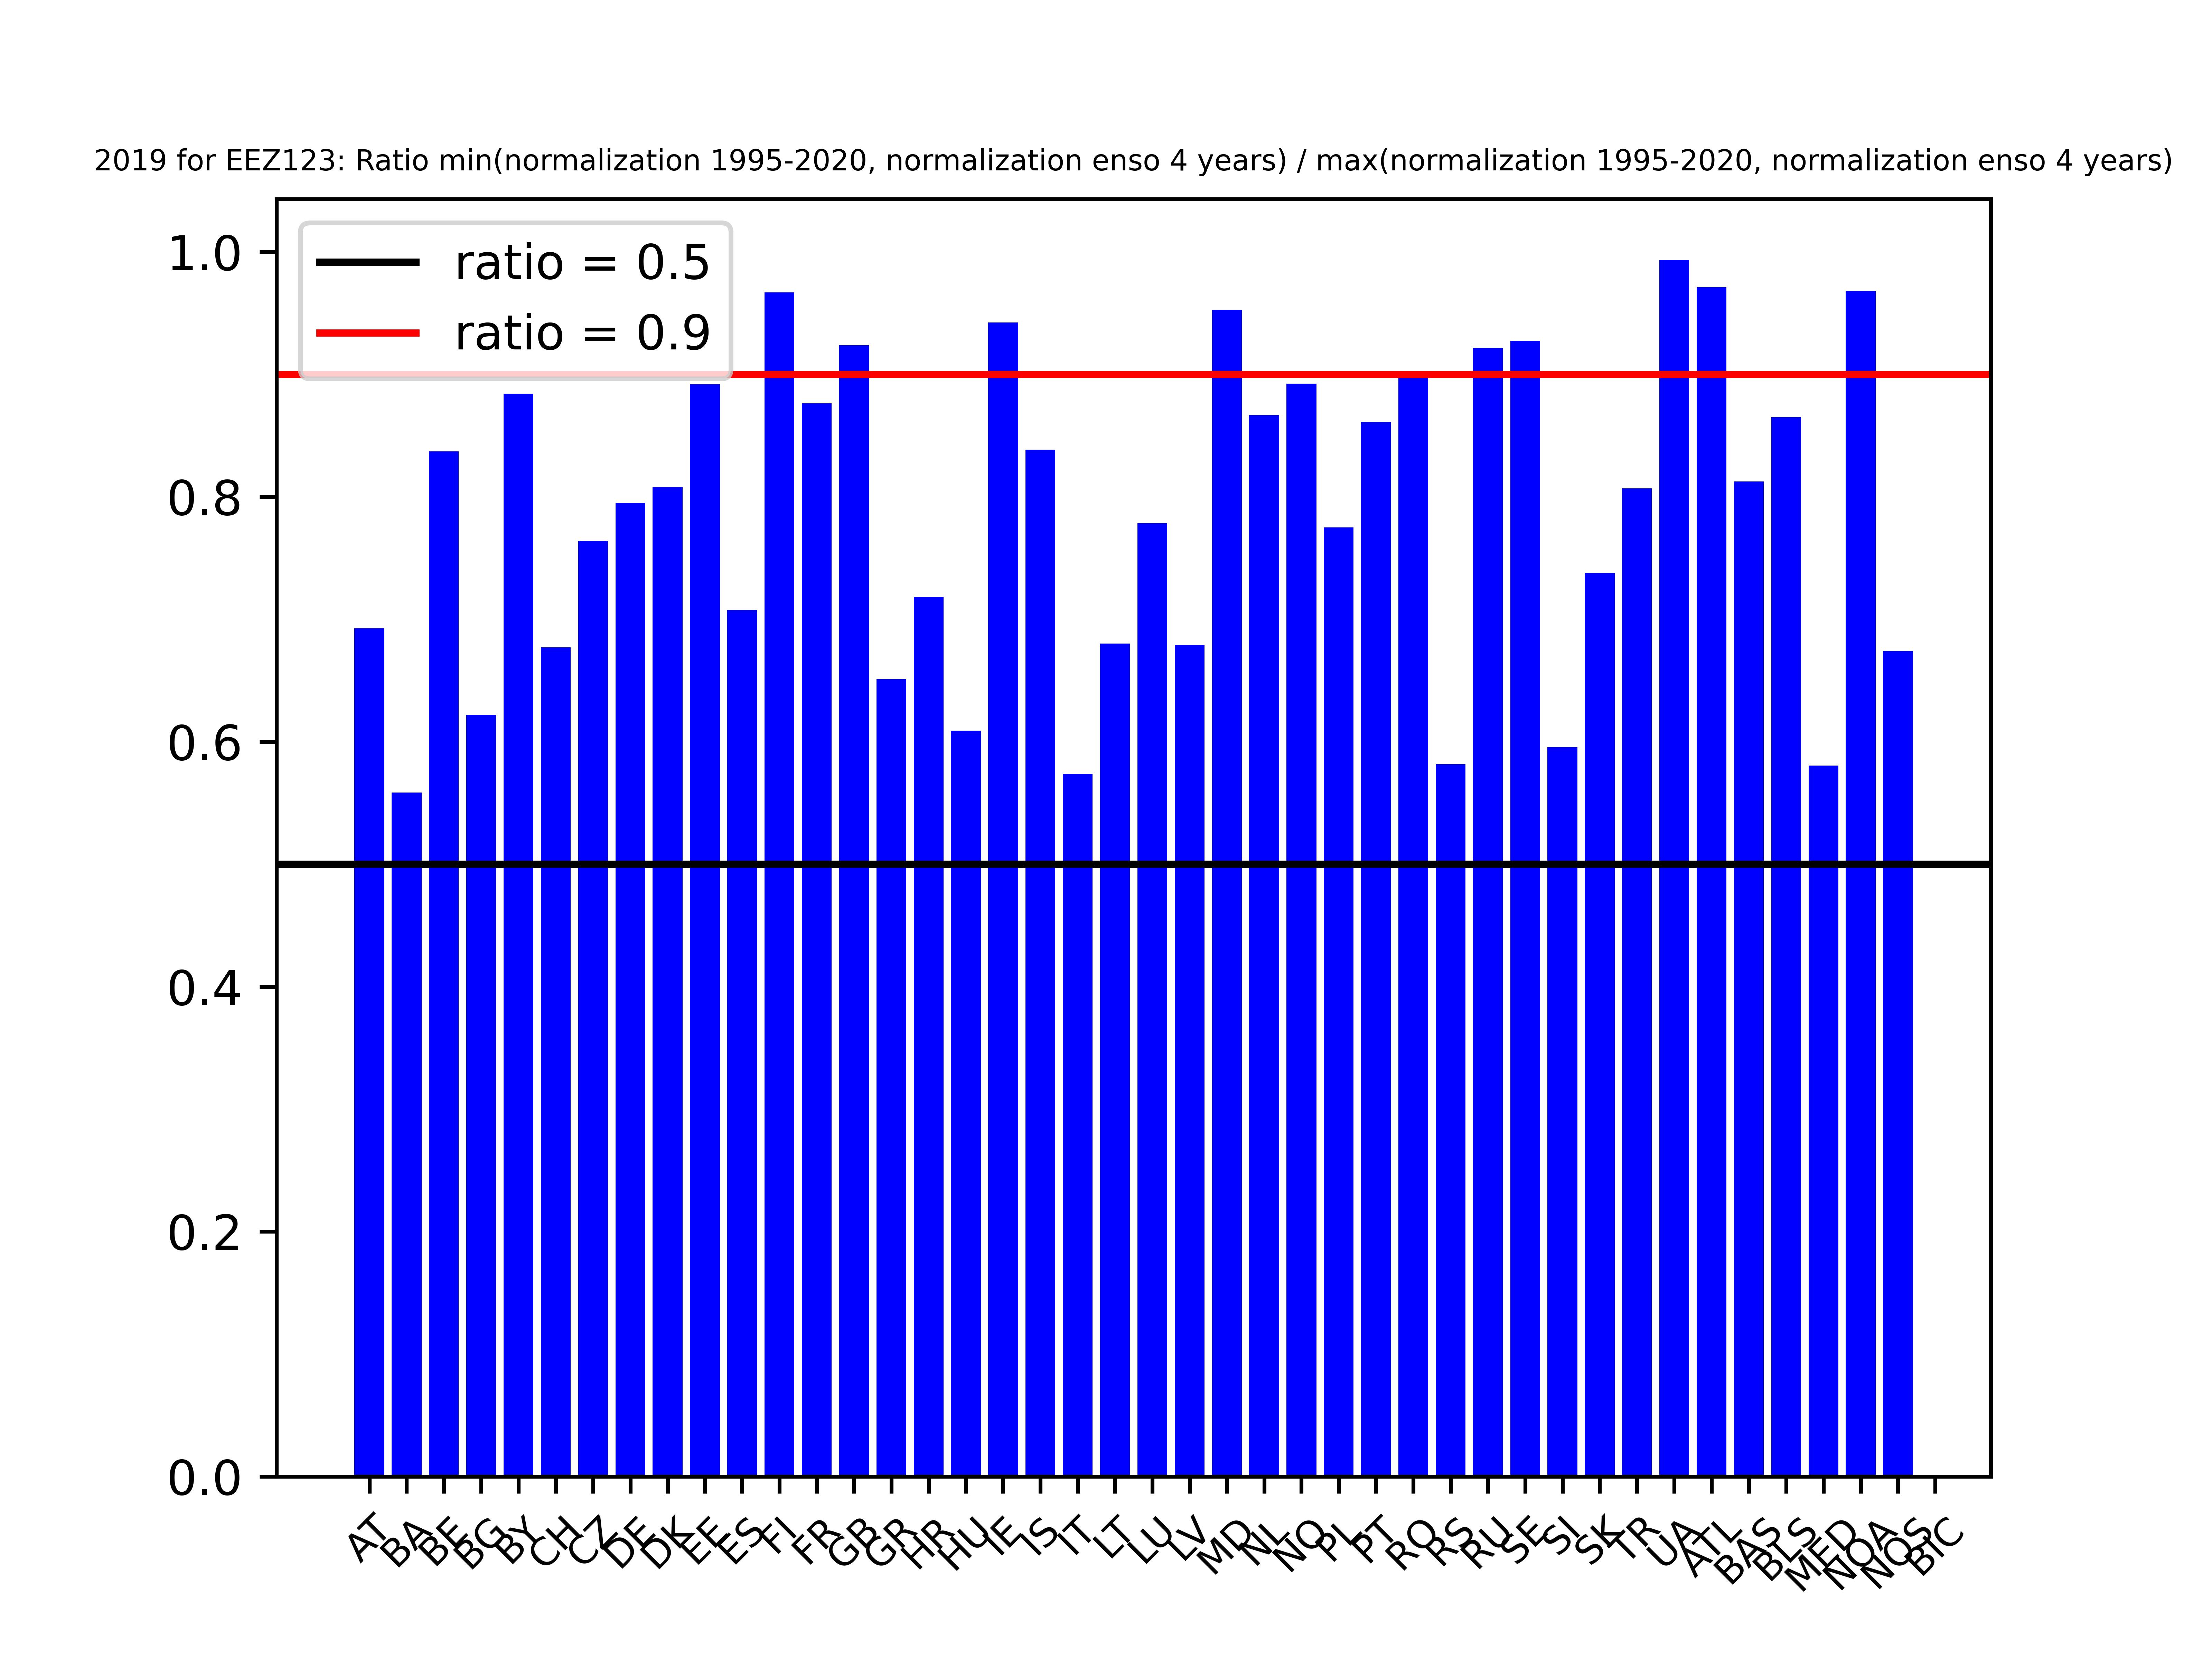 2019 for EEZ123: Ratio min(normalization 1995-2020, normalization enso 4 years) / max(normalization 1995-2020, normalization enso 4 years)
ratio = 0.5
ratio = 0.9
1.0
0.8
0.6
0.4
0.2
0.0
AT
BA
BE
BG
BY
CH
CZ
DE
DK
EE
ES
FI
FR
GB
GR
HR
HU
IE
IS
IT
LT
LU
LV
MD
NL
NO
PL
PT
RO
RS
RU
SE
SI
SK
TR
UA
ATL
BAS
BLS
MED
NOA
NOS
BIC